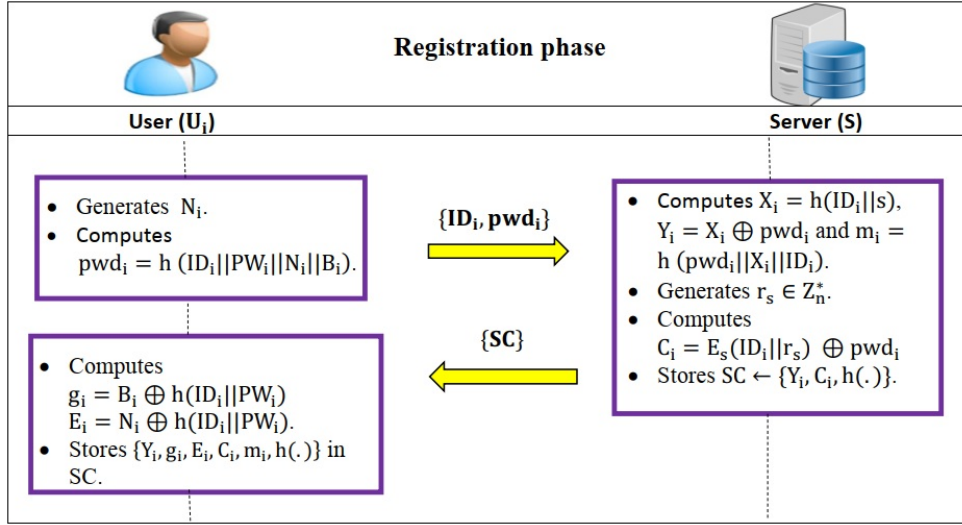 Registration phase
User (Uᵢ)
Server (S)
• Generates Nᵢ.
• Computes
pwdᵢ = h (IDᵢ||PWᵢ||Nᵢ||Bᵢ).
{IDᵢ, pwdᵢ}
• Computes Xᵢ = h(IDᵢ||s),
Yᵢ = Xᵢ ⊕ pwdᵢ and mᵢ =
h (pwdᵢ||Xᵢ||IDᵢ).
• Generates rₛ ∈ Zₙ*.
• Computes
Cᵢ = Eₛ(IDᵢ||rₛ) ⊕ pwdᵢ
• Stores SC ← {Yᵢ, Cᵢ, h(.)}.
{SC}
• Computes
gᵢ = Bᵢ ⊕ h(IDᵢ||PWᵢ)
Eᵢ = Nᵢ ⊕ h(IDᵢ||PWᵢ).
• Stores {Yᵢ, gᵢ, Eᵢ, Cᵢ, mᵢ, h(.)} in
SC.